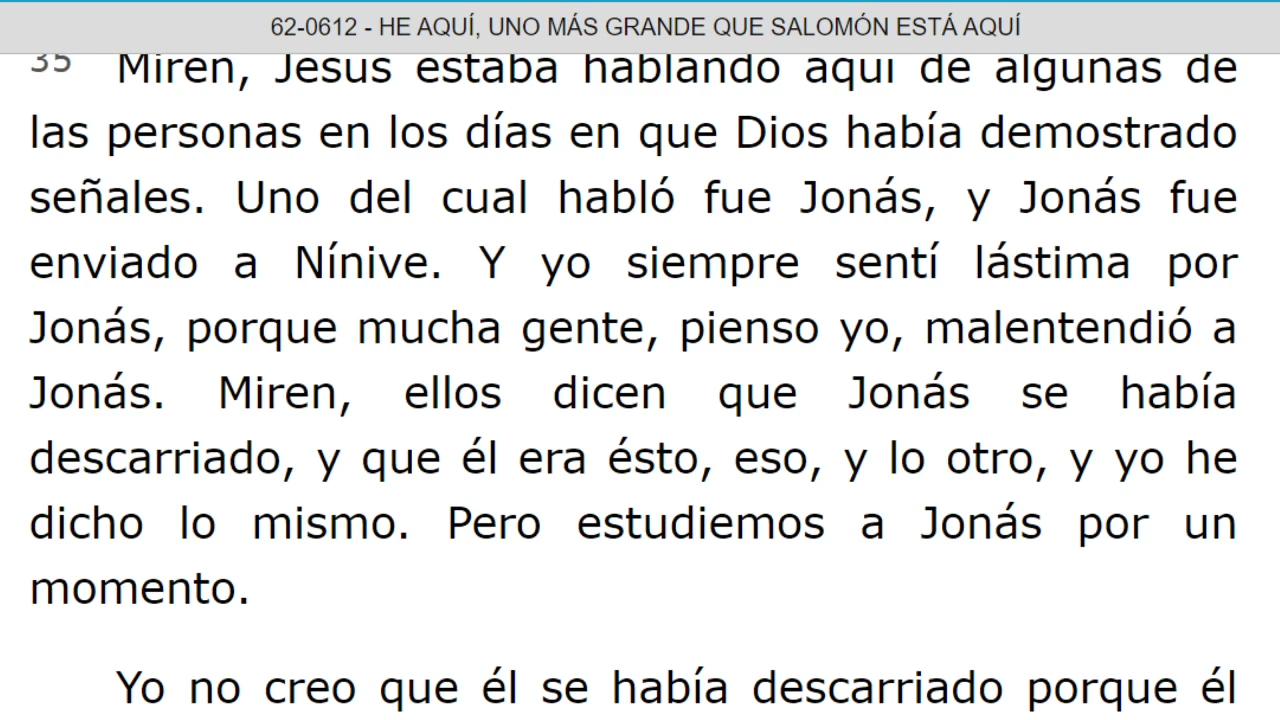 62-0612 - HE AQUÍ, UNO MÁS GRANDE QUE SALOMÓN ESTÁ AQUÍ
35 Miren, Jesús estaba hablando aquí de algunas de
las personas en los días en que Dios había demostrado
señales. Uno del cual habló fue Jonás, y Jonás fue
enviado a Nínive. Y yo siempre sentí lástima por
Jonás, porque mucha gente, pienso yo, malentendió a
Jonás. Miren, ellos dicen que Jonás se había
descarriado, y que él era ésto, eso, y lo otro, y yo he
dicho lo mismo. Pero estudiemos a Jonás por un
momento.
Yo no creo que él se había descarriado porque él